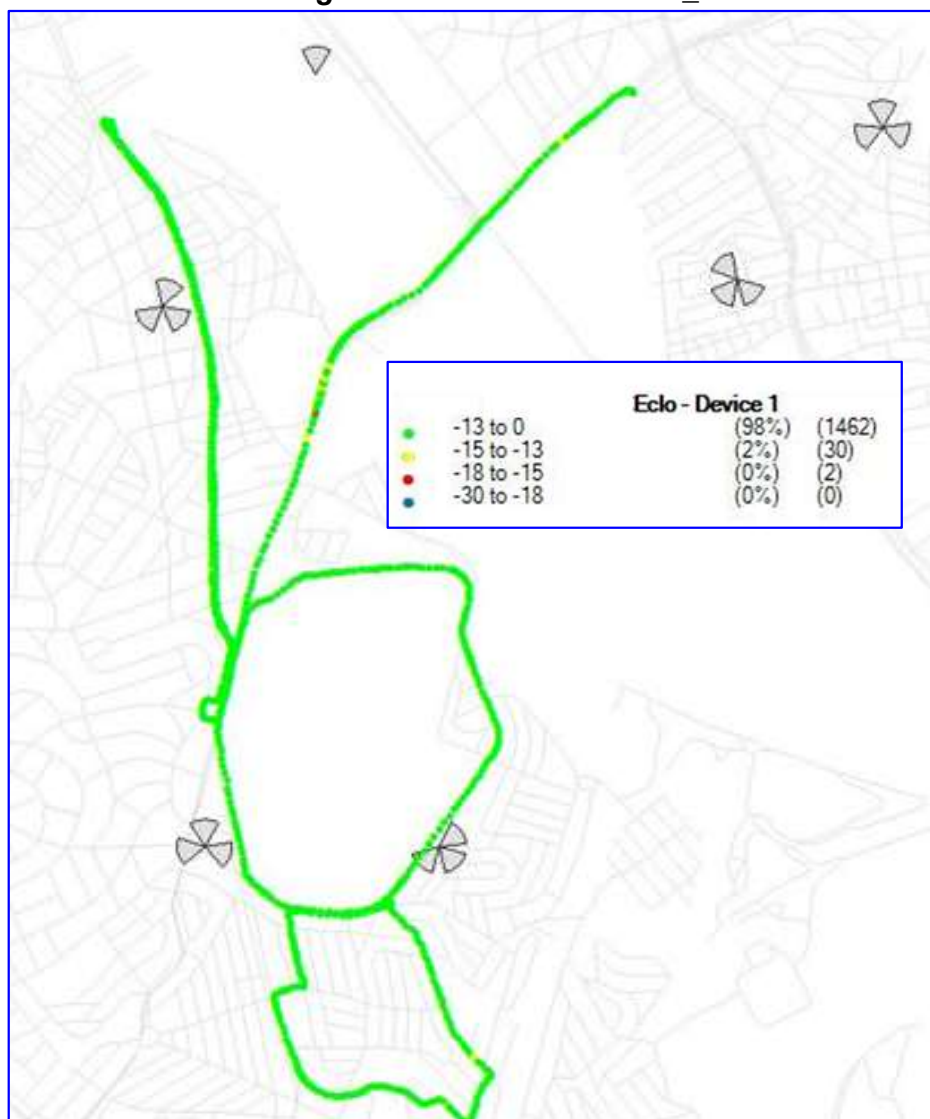 EcIo - Device 1
-13 to 0 (98%) (1462)
-15 to -13 (2%) (30)
-18 to -15 (0%) (2)
-30 to -18 (0%) (0)